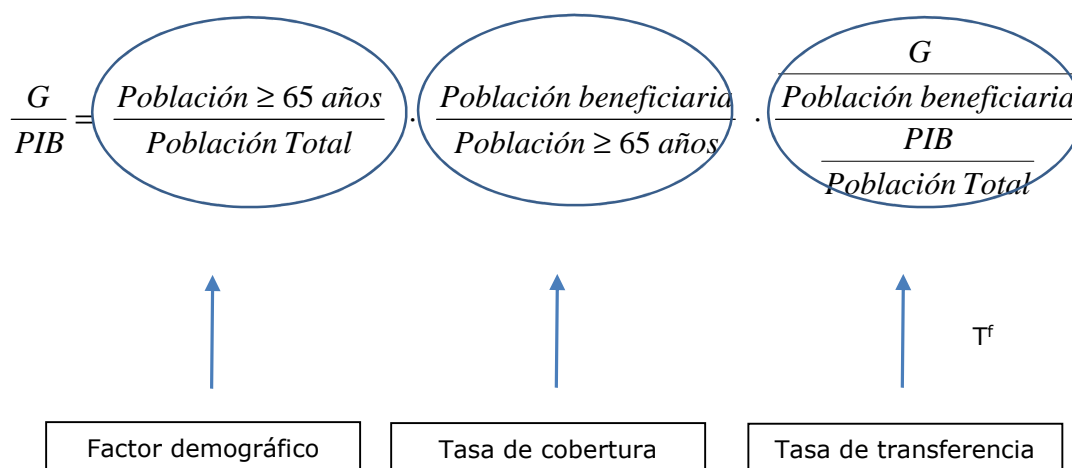 G
Población ≥ 65 años
Población beneficiaria
G
Población beneficiaria
PIB
=
Población Total
·
Población ≥ 65 años
·
PIB
Población Total
T^f
Factor demográfico
Tasa de cobertura
Tasa de transferencia